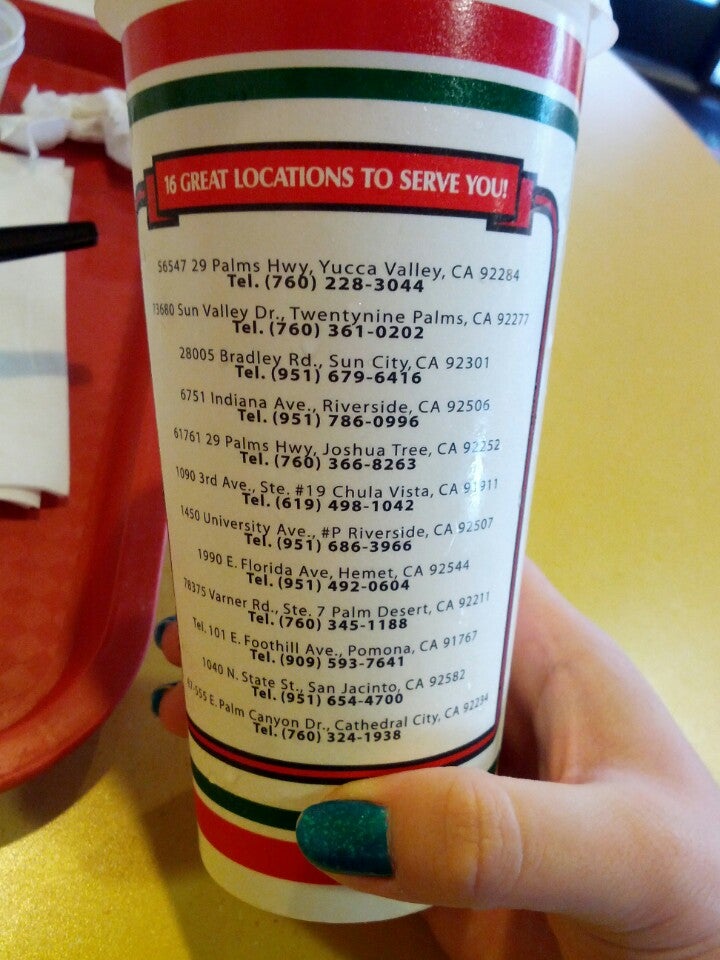 16 GREAT LOCATIONS TO SERVE YOU!
56547 29 Palms Hwy, Yucca Valley, CA 92284
Tel. (760) 228-3044
73680 Sun Valley Dr., Twentynine Palms, CA 92277
Tel. (760) 361-0202
28005 Bradley Rd., Sun City, CA 92301
Tel. (951) 679-6416
6751 Indiana Ave., Riverside, CA 92506
Tel. (951) 786-0996
61761 29 Palms Hwy, Joshua Tree, CA 92252
Tel. (760) 366-8263
1090 3rd Ave., Ste. #19 Chula Vista, CA 91911
Tel. (619) 498-1042
1450 University Ave., #P Riverside, CA 92507
Tel. (951) 686-3966
1990 E. Florida Ave, Hemet, CA 92544
Tel. (951) 492-0604
78375 Varner Rd., Ste. 7 Palm Desert, CA 92211
Tel. (760) 345-1188
Tel. 101 E. Foothill Ave., Pomona, CA 91767
Tel. (909) 593-7641
1040 N. State St., San Jacinto, CA 92582
Tel. (951) 654-4700
E. Palm Canyon Dr., Cathedral City, CA 92234
Tel. (760) 324-1938